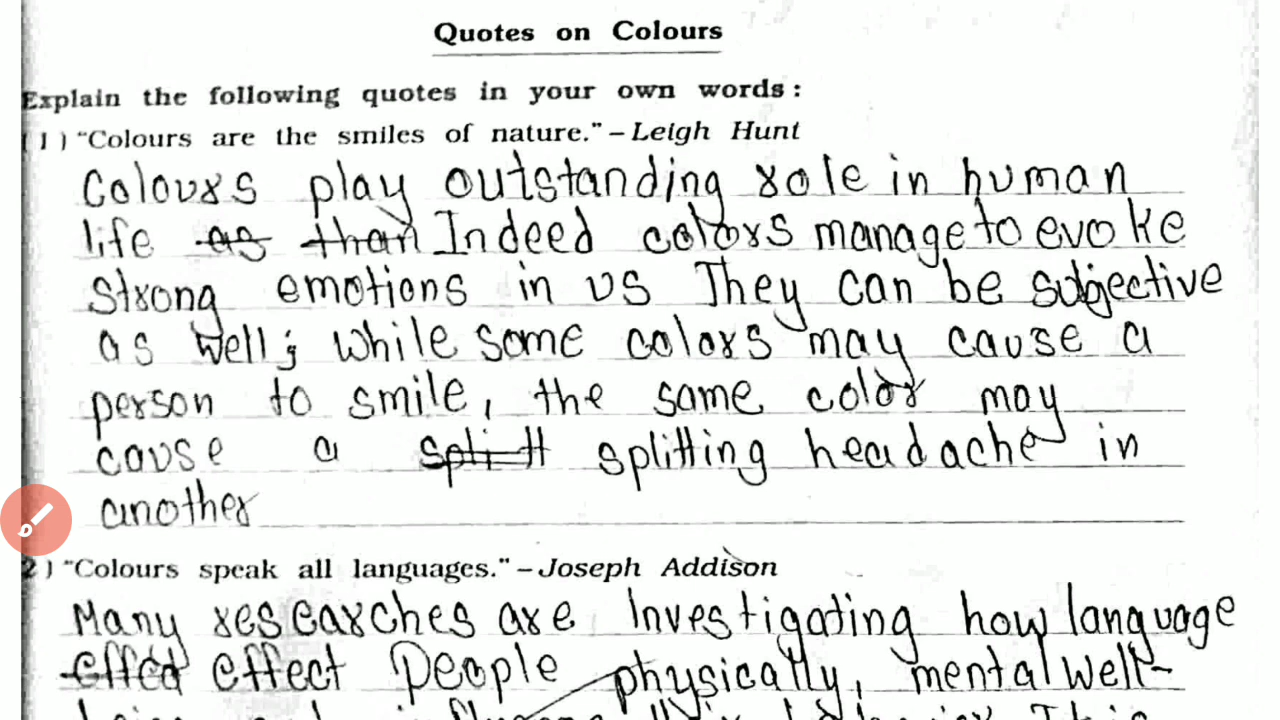 Quotes on Colours
Explain the following quotes in your own words :
( 1 ) "Colours are the smiles of nature." – Leigh Hunt
Colours play outstanding role in human
life as than Indeed colors manage to evoke
strong emotions in us They can be subjective
as well; while some colors may cause a
person to smile, the same color may
cause a splitt splitting headache in
another
2 ) "Colours speak all languages." – Joseph Addison
Many researches are investigating how language
effect people physically, mental well-